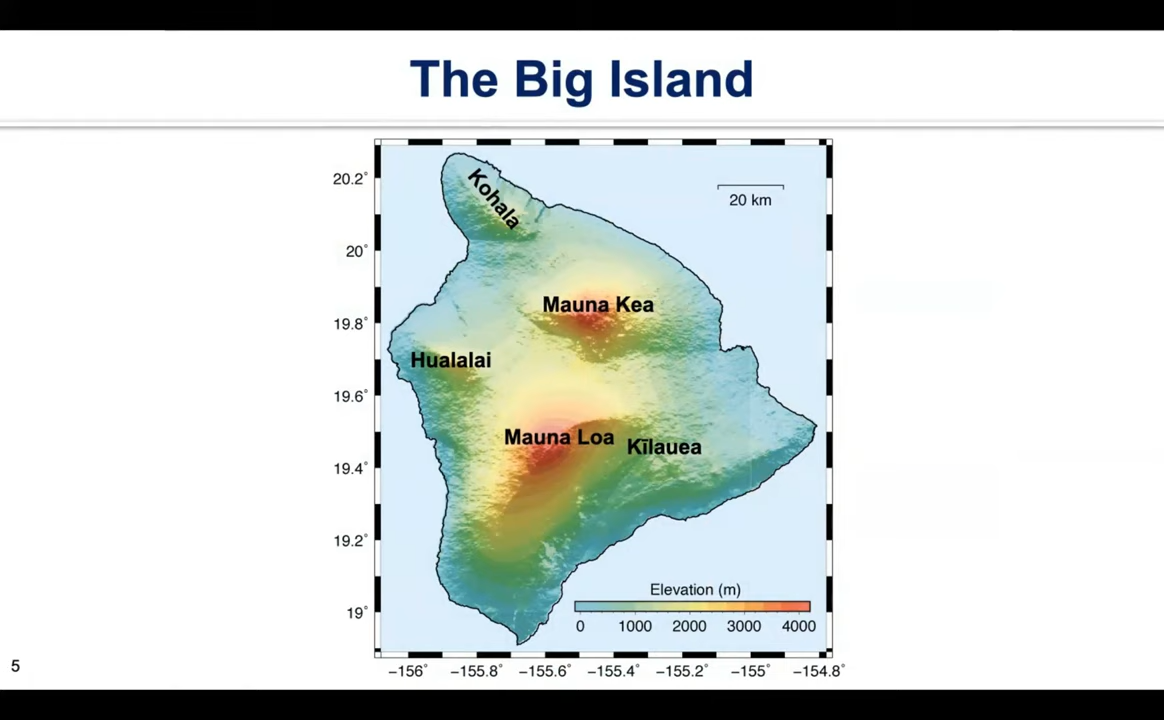 The Big Island
20.2°
20°
19.8°
19.6°
19.4°
19.2°
19°
Kohala
20 km
Mauna Kea
Hualalai
Mauna Loa
Kīlauea
Elevation (m)
0 1000 2000 3000 4000
−156° −155.8° −155.6° −155.4° −155.2° −155° −154.8°
5